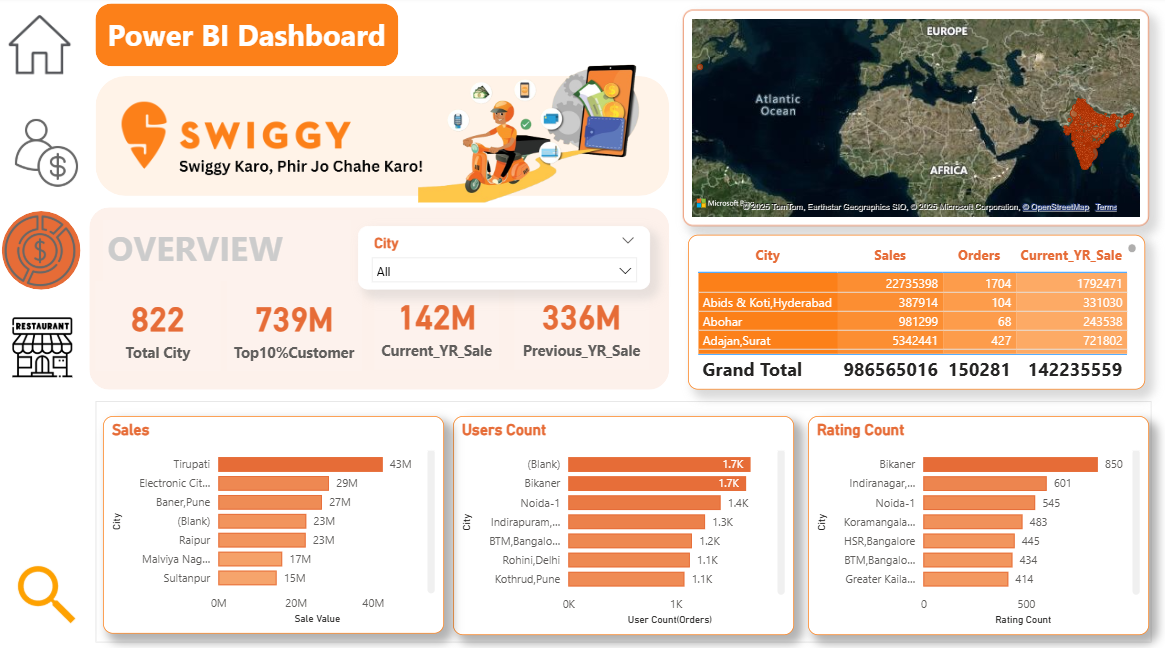 Power BI Dashboard
SWIGGY
Swiggy Karo, Phir Jo Chahe Karo!
RESTAURANT
OVERVIEW
City
All
822
Total City
739M
Top10%Customer
142M
Current_YR_Sale
336M
Previous_YR_Sale
EUROPE
Atlantic
Ocean
AFRICA
Microsoft Bing
© 2025 TomTom, Earthstar Geographics SIO, © 2025 Microsoft Corporation, © OpenStreetMap Terms
City Sales Orders Current_YR_Sale
22735398 1704 1792471
Abids & Koti,Hyderabad 387914 104 331030
Abohar 981299 68 243538
Adajan,Surat 5342441 427 721802
Grand Total 986565016 150281 142235559
Sales
City
Tirupati 43M
Electronic Cit... 29M
Baner,Pune 27M
(Blank) 23M
Raipur 23M
Malviya Nag... 17M
Sultanpur 15M
0M 20M 40M
Sale Value
Users Count
City
(Blank) 1.7K
Bikaner 1.7K
Noida-1 1.4K
Indirapuram,... 1.3K
BTM,Bangalo... 1.2K
Rohini,Delhi 1.1K
Kothrud,Pune 1.1K
0K 1K
User Count(Orders)
Rating Count
City
Bikaner 850
Indiranagar,... 601
Noida-1 545
Koramangala... 483
HSR,Bangalore 445
BTM,Bangalo... 434
Greater Kaila... 414
0 500
Rating Count